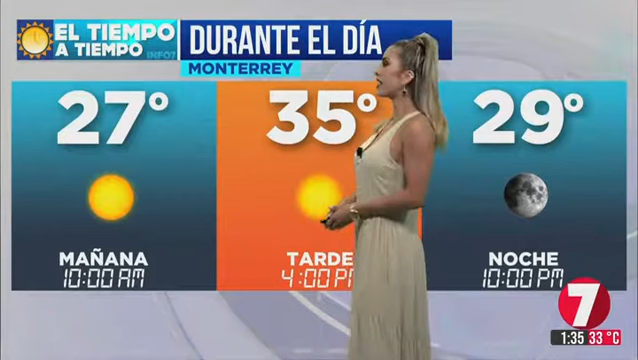 EL TIEMPO
A TIEMPO INFO7
DURANTE EL DÍA
MONTERREY
27°
35°
29°
MAÑANA
10:00 AM
TARDE
4:00 P
NOCHE
10:00 PM
7
1:35 33 °C